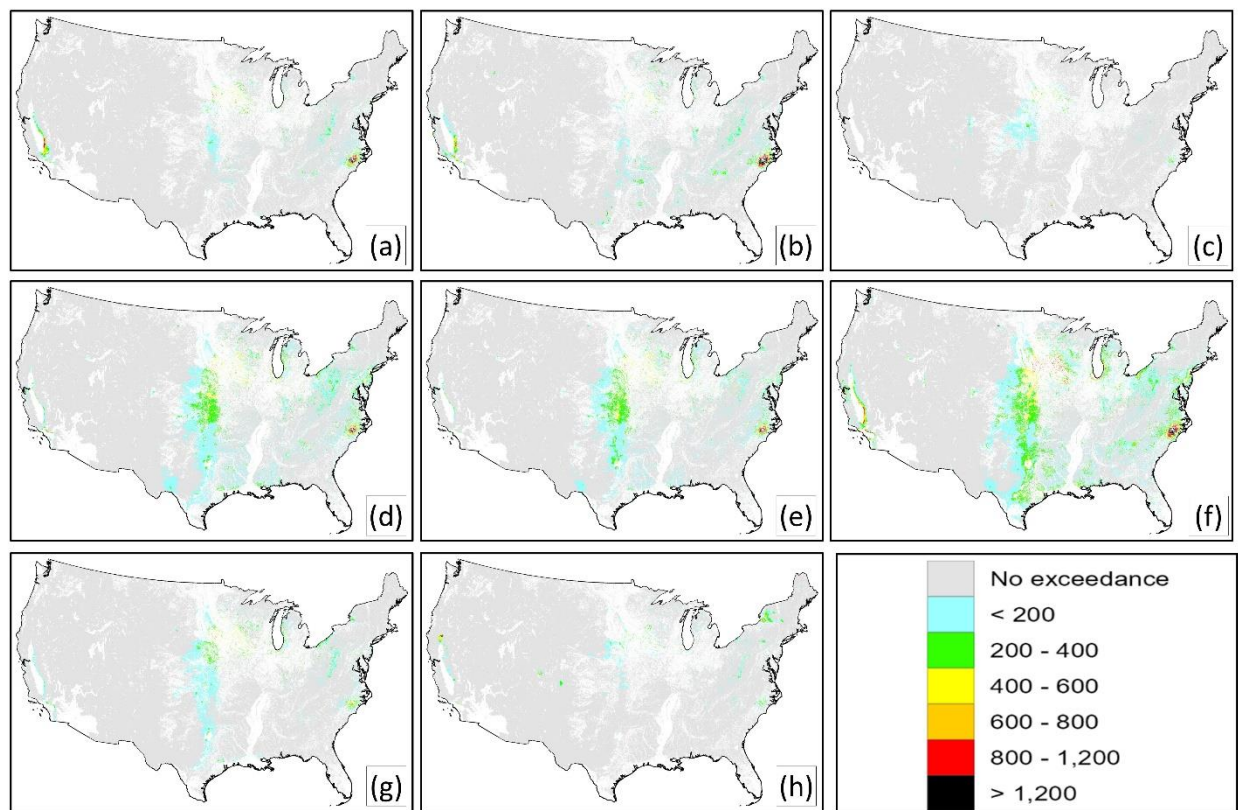 (a)
(b)
(c)
(d)
(e)
(f)
(g)
(h)
No exceedance
< 200
200 - 400
400 - 600
600 - 800
800 - 1,200
> 1,200